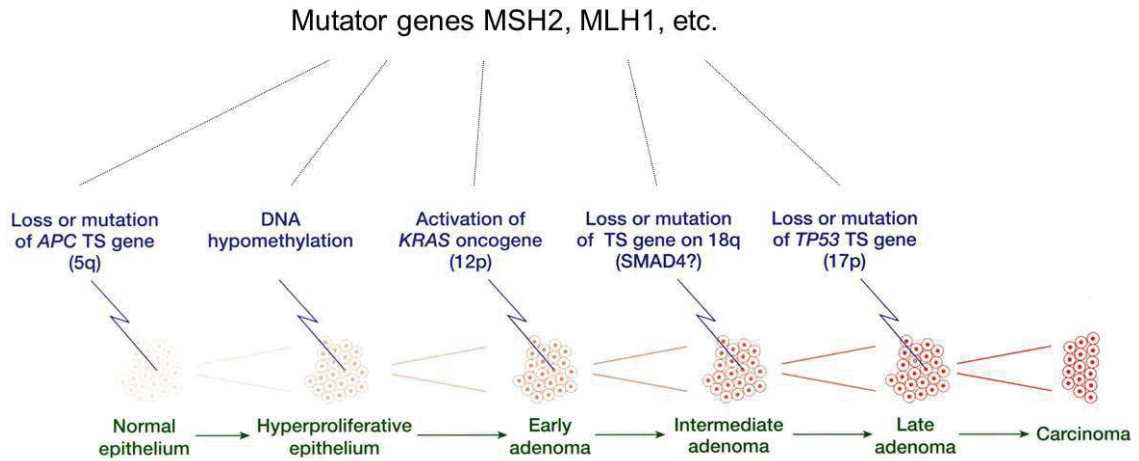 Mutator genes MSH2, MLH1, etc.
Loss or mutation
of APC TS gene
(5q)
DNA
hypomethylation
Activation of
KRAS oncogene
(12p)
Loss or mutation
of TS gene on 18q
(SMAD4?)
Loss or mutation
of TP53 TS gene
(17p)
Normal
epithelium
Hyperproliferative
epithelium
Early
adenoma
Intermediate
adenoma
Late
adenoma
Carcinoma